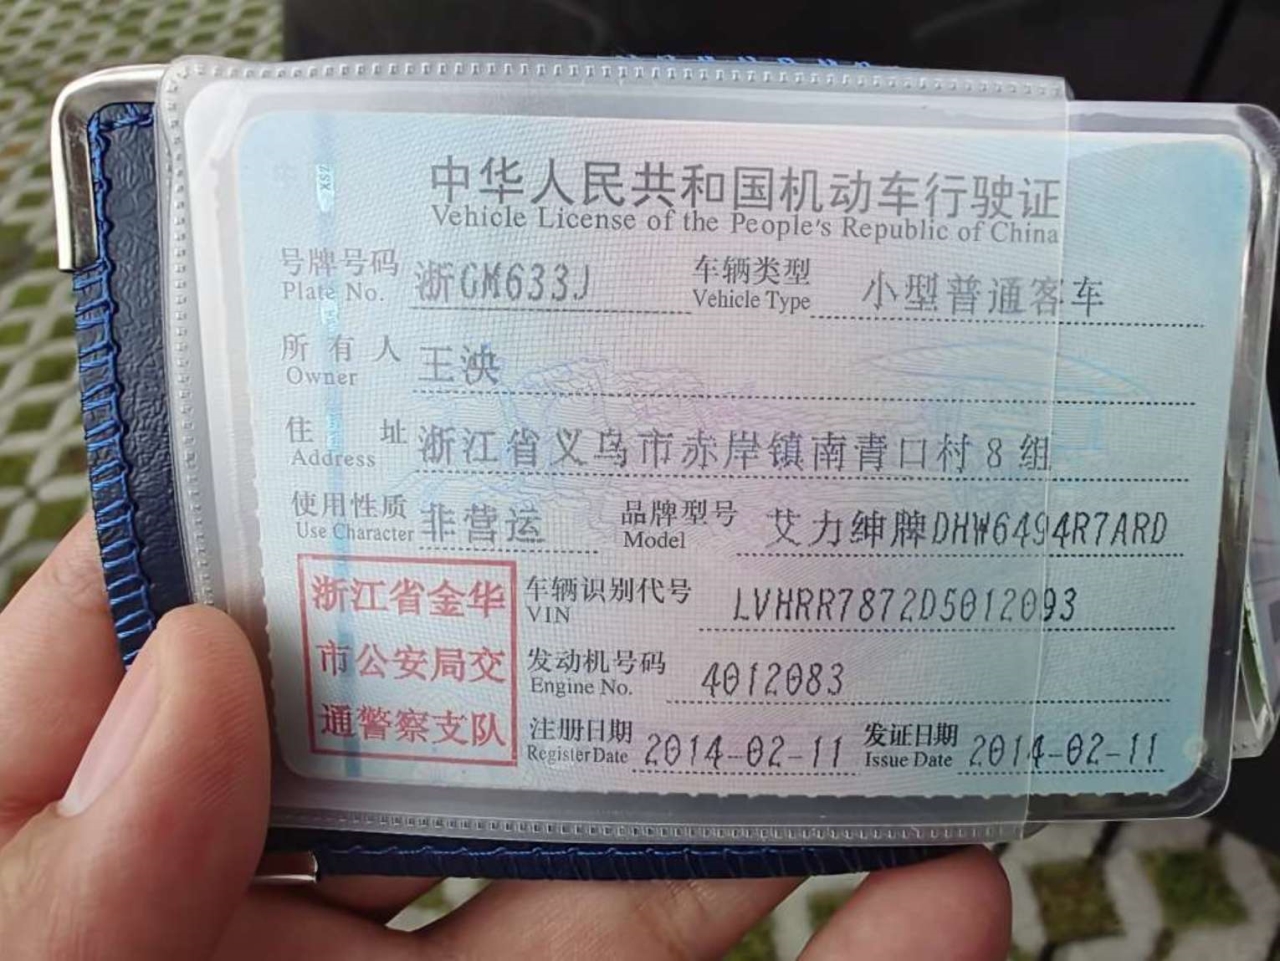 中华人民共和国机动车行驶证
Vehicle License of the People's Republic of China
号牌号码 浙GM633J 车辆类型 小型普通客车
Plate No. Vehicle Type
所有人 王泱
Owner
住址 浙江省义乌市赤岸镇南青口村8组
Address
使用性质 非营运 品牌型号 艾力绅牌DHW6494R7ARD
Use Character Model
浙江省金华
市公安局交
通警察支队
车辆识别代号 LVHRR7872D5012093
VIN
发动机号码 4012083
Engine No.
注册日期 2014-02-11 发证日期 2014-02-11
Register Date Issue Date